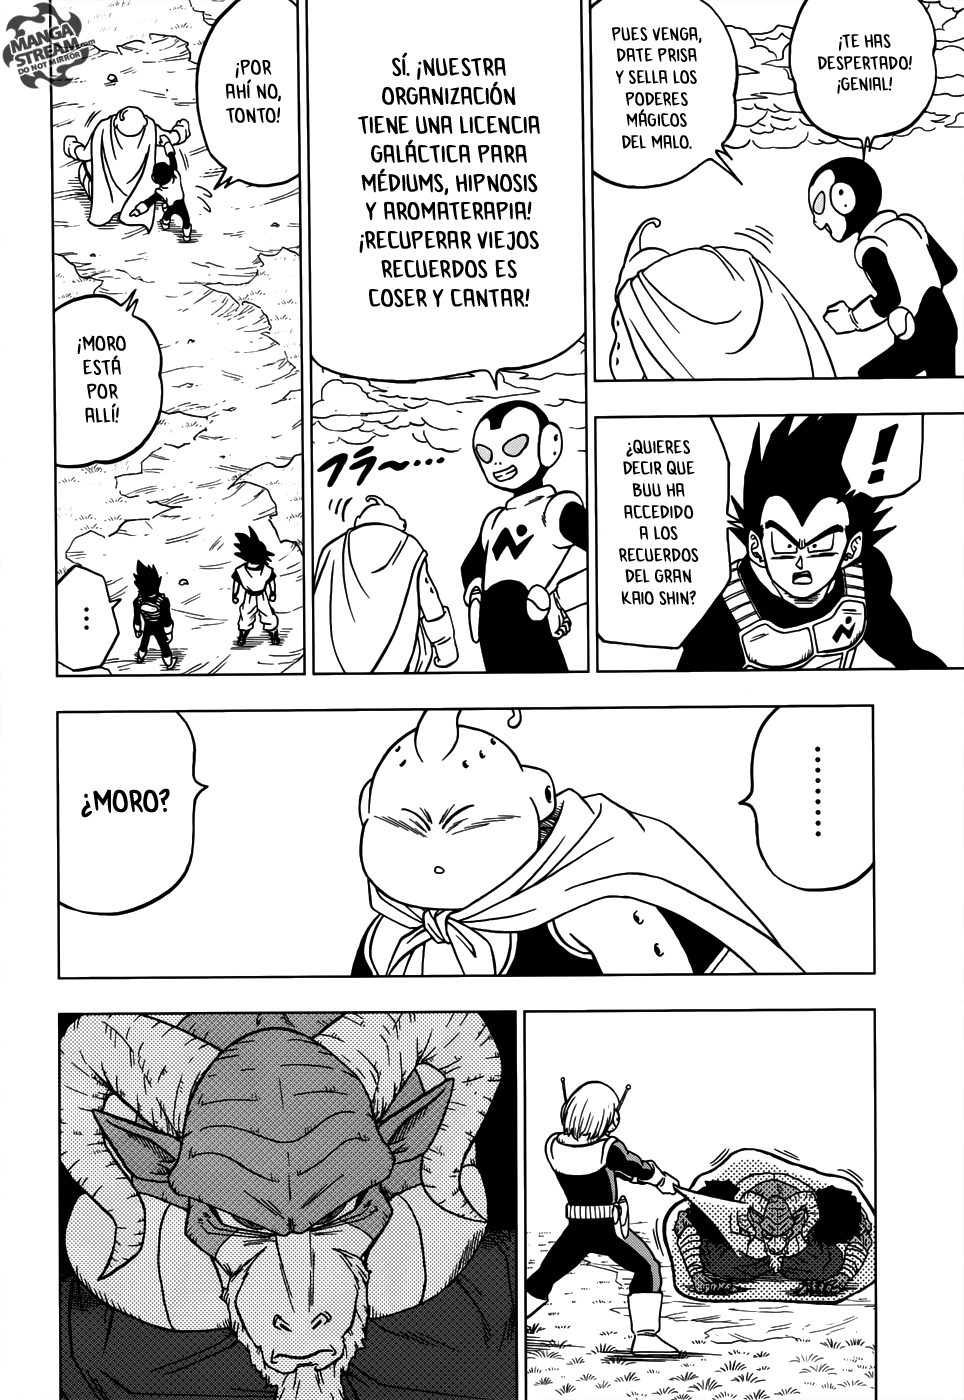 MANGA
STREAM.com
DO NOT MIRROR!
¡TE HAS
DESPERTADO!
¡GENIAL!
PUES VENGA,
DATE PRISA
Y SELLA LOS
PODERES
MÁGICOS
DEL MALO.
¿QUIERES
DECIR QUE
BUU HA
ACCEDIDO
A LOS
RECUERDOS
DEL GRAN
KAIO SHIN?
!
SÍ. ¡NUESTRA
ORGANIZACIÓN
TIENE UNA LICENCIA
GALÁCTICA PARA
MÉDIUMS, HIPNOSIS
Y AROMATERAPIA!
¡RECUPERAR VIEJOS
RECUERDOS ES
COSER Y CANTAR!
フラ～…
¡POR
AHÍ NO,
TONTO!
¡MORO
ESTÁ
POR
ALLÍ!
...
.........
¿MORO?